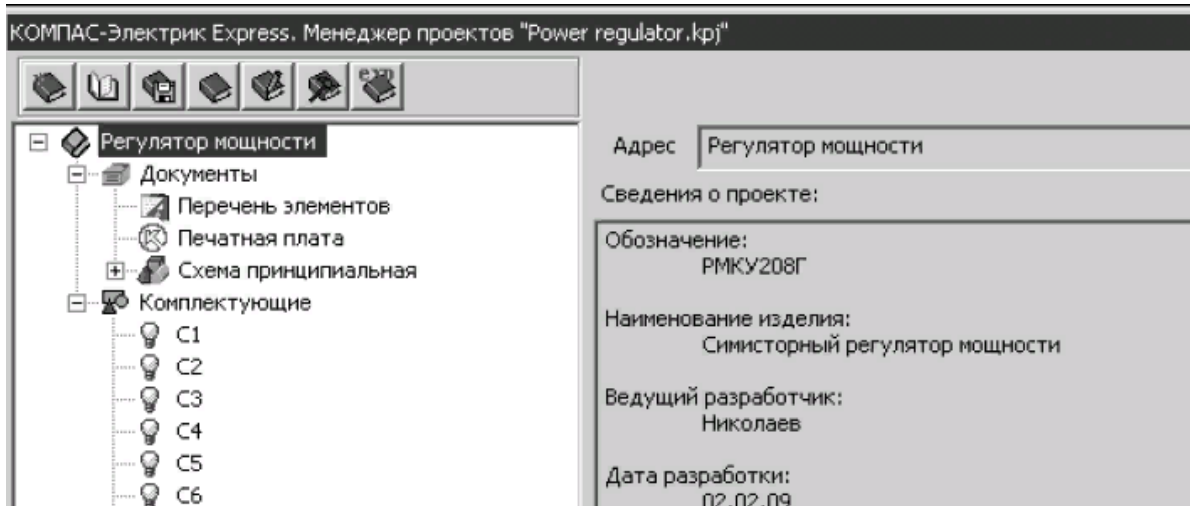 КОМПАС-Электрик Express. Менеджер проектов "Power regulator.kpj"
exp
Регулятор мощности
Документы
Перечень элементов
Печатная плата
Схема принципиальная
Комплектующие
C1
C2
C3
C4
C5
C6
Адрес Регулятор мощности
Сведения о проекте:
Обозначение:
РМКУ208Г
Наименование изделия:
Симисторный регулятор мощности
Ведущий разработчик:
Николаев
Дата разработки:
02.02.09